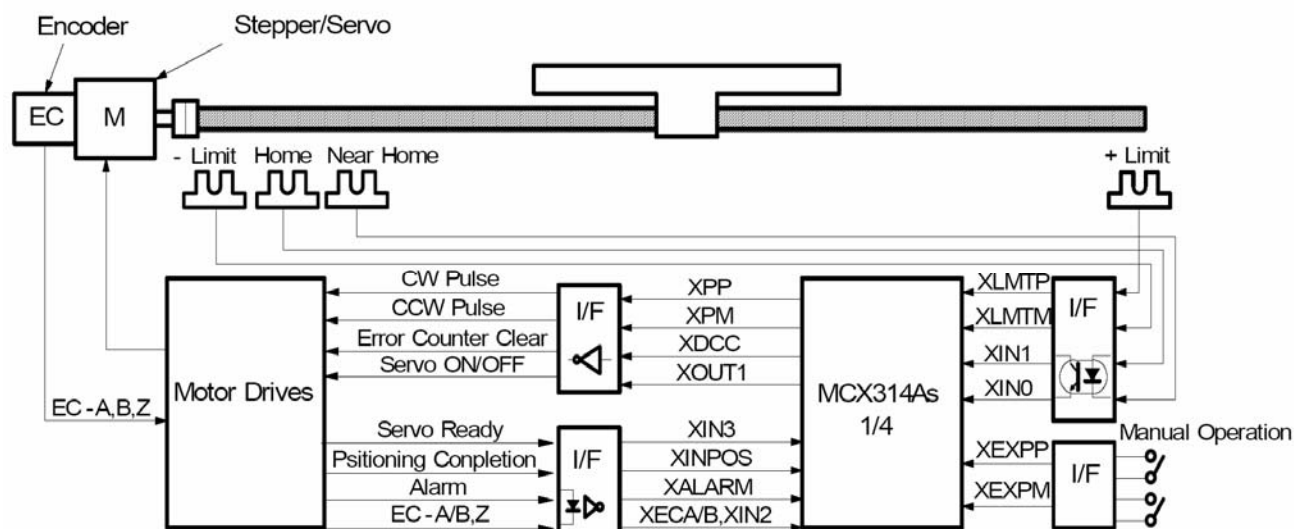 Encoder
Stepper/Servo
EC
M
- Limit
Home
Near Home
+ Limit
CW Pulse
CCW Pulse
Error Counter Clear
Servo ON/OFF
I/F
XPP
XPM
XDCC
XOUT1
XLMTP
XLMTM
XIN1
XIN0
I/F
Motor Drives
MCX314As
1/4
EC-A,B,Z
Servo Ready
Psitioning Conpletion
Alarm
EC-A/B,Z
I/F
XIN3
XINPOS
XALARM
XECA/B,XIN2
XEXPP
XEXPM
I/F
Manual Operation